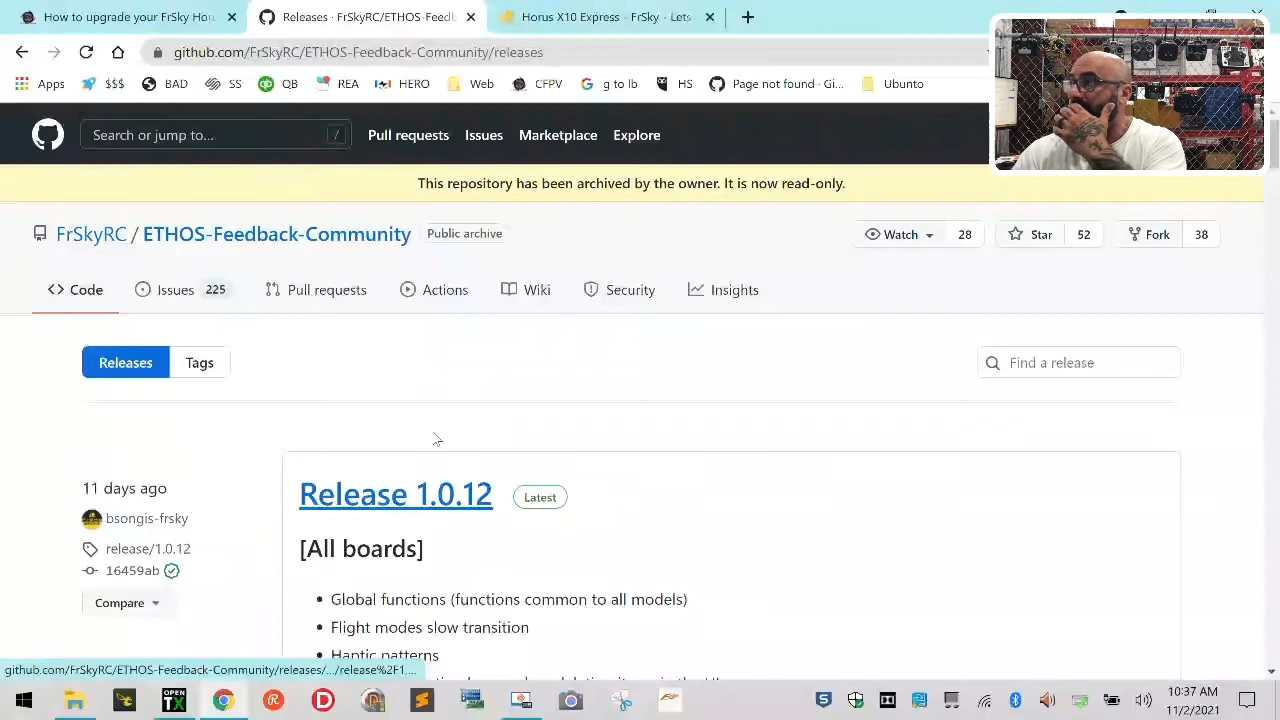 How to upgrade your FrSky Hor
Releases · FrSkyRC/ETHOS-Feedb
Horus X10 Express - FrSky - Lets
github.com/FrSkyRC/ETHOS-Feedback-Community/releases
Apps $$$ BAD SS QB REA HERO Web FPV g to b HS Page not found · Gi... Ubuntu
Search or jump to... / Pull requests Issues Marketplace Explore
This repository has been archived by the owner. It is now read-only.
FrSkyRC / ETHOS-Feedback-Community Public archive
Watch 28 Star 52 Fork 38
Code Issues 225 Pull requests Actions Wiki Security Insights
Releases Tags Find a release
11 days ago
bsongis-frsky
release/1.0.12
16459ab
Compare
Release 1.0.12 Latest
[All boards]
Global functions (functions common to all models)
Flight modes slow transition
Haptic patterns
github.com/FrSkyRC/ETHOS-Feedback-Community/releases/.../release%2F1....
OPEN TX
10:37 AM
11/2/2021